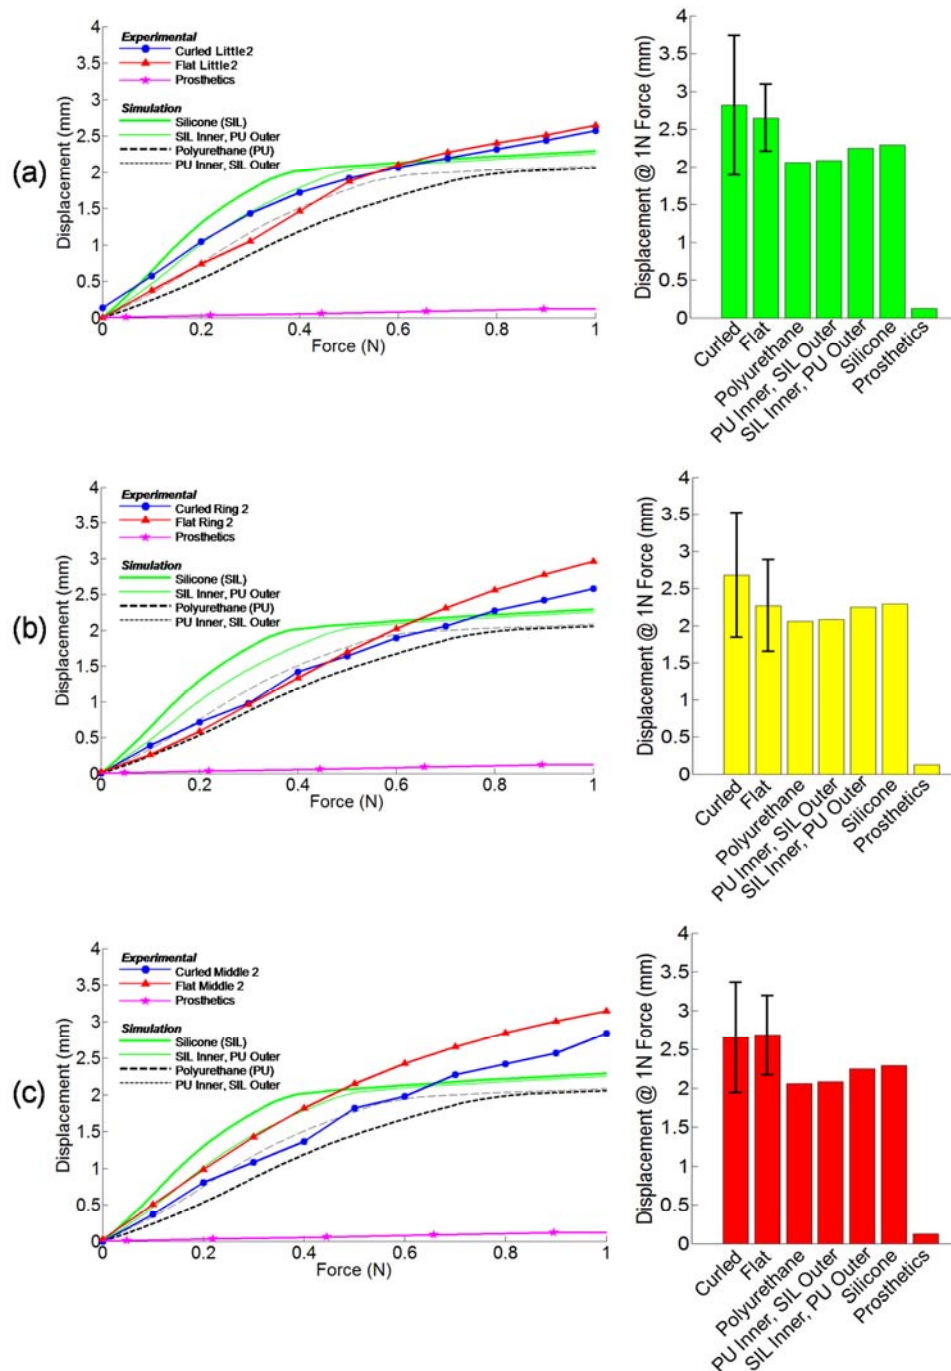 (a)
Displacement (mm)
4
3.5
3
2.5
2
1.5
1
0.5
0
Experimental
Curled Little2
Flat Little2
Prosthetics
Simulation
Silicone (SIL)
SIL Inner, PU Outer
Polyurethane (PU)
PU Inner, SIL Outer
0.2
0.4
0.6
0.8
1
Force (N)
Displacement @ 1N Force (mm)
4
3.5
3
2.5
2
1.5
1
0.5
0
Curled
Flat
Polyurethane
PU Inner, SIL Outer
SIL Inner, PU Outer
Silicone
Prosthetics
(b)
Displacement (mm)
4
3.5
3
2.5
2
1.5
1
0.5
0
Experimental
Curled Ring 2
Flat Ring 2
Prosthetics
Simulation
Silicone (SIL)
SIL Inner, PU Outer
Polyurethane (PU)
PU Inner, SIL Outer
0
0.2
0.4
0.6
0.8
1
Force (N)
Displacement @ 1N Force (mm)
4
3.5
3
2.5
2
1.5
1
0.5
0
Curled
Flat
Polyurethane
PU Inner, SIL Outer
SIL Inner, PU Outer
Silicone
Prosthetics
(c)
Displacement (mm)
4
3.5
3
2.5
2
1.5
1
0.5
0
Experimental
Curled Middle 2
Flat Middle 2
Prosthetics
Simulation
Silicone (SIL)
SIL Inner, PU Outer
Polyurethane (PU)
PU Inner, SIL Outer
0
0.2
0.4
0.6
0.8
1
Force (N)
Displacement @ 1N Force (mm)
4
3.5
3
2.5
2
1.5
1
0.5
0
Curled
Flat
Polyurethane
PU Inner, SIL Outer
SIL Inner, PU Outer
Silicone
Prosthetics